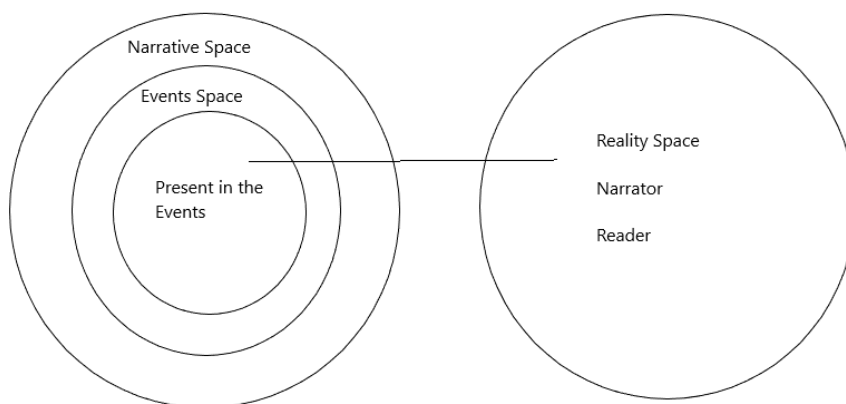 Narrative Space
Events Space
Present in the
Events
Reality Space
Narrator
Reader